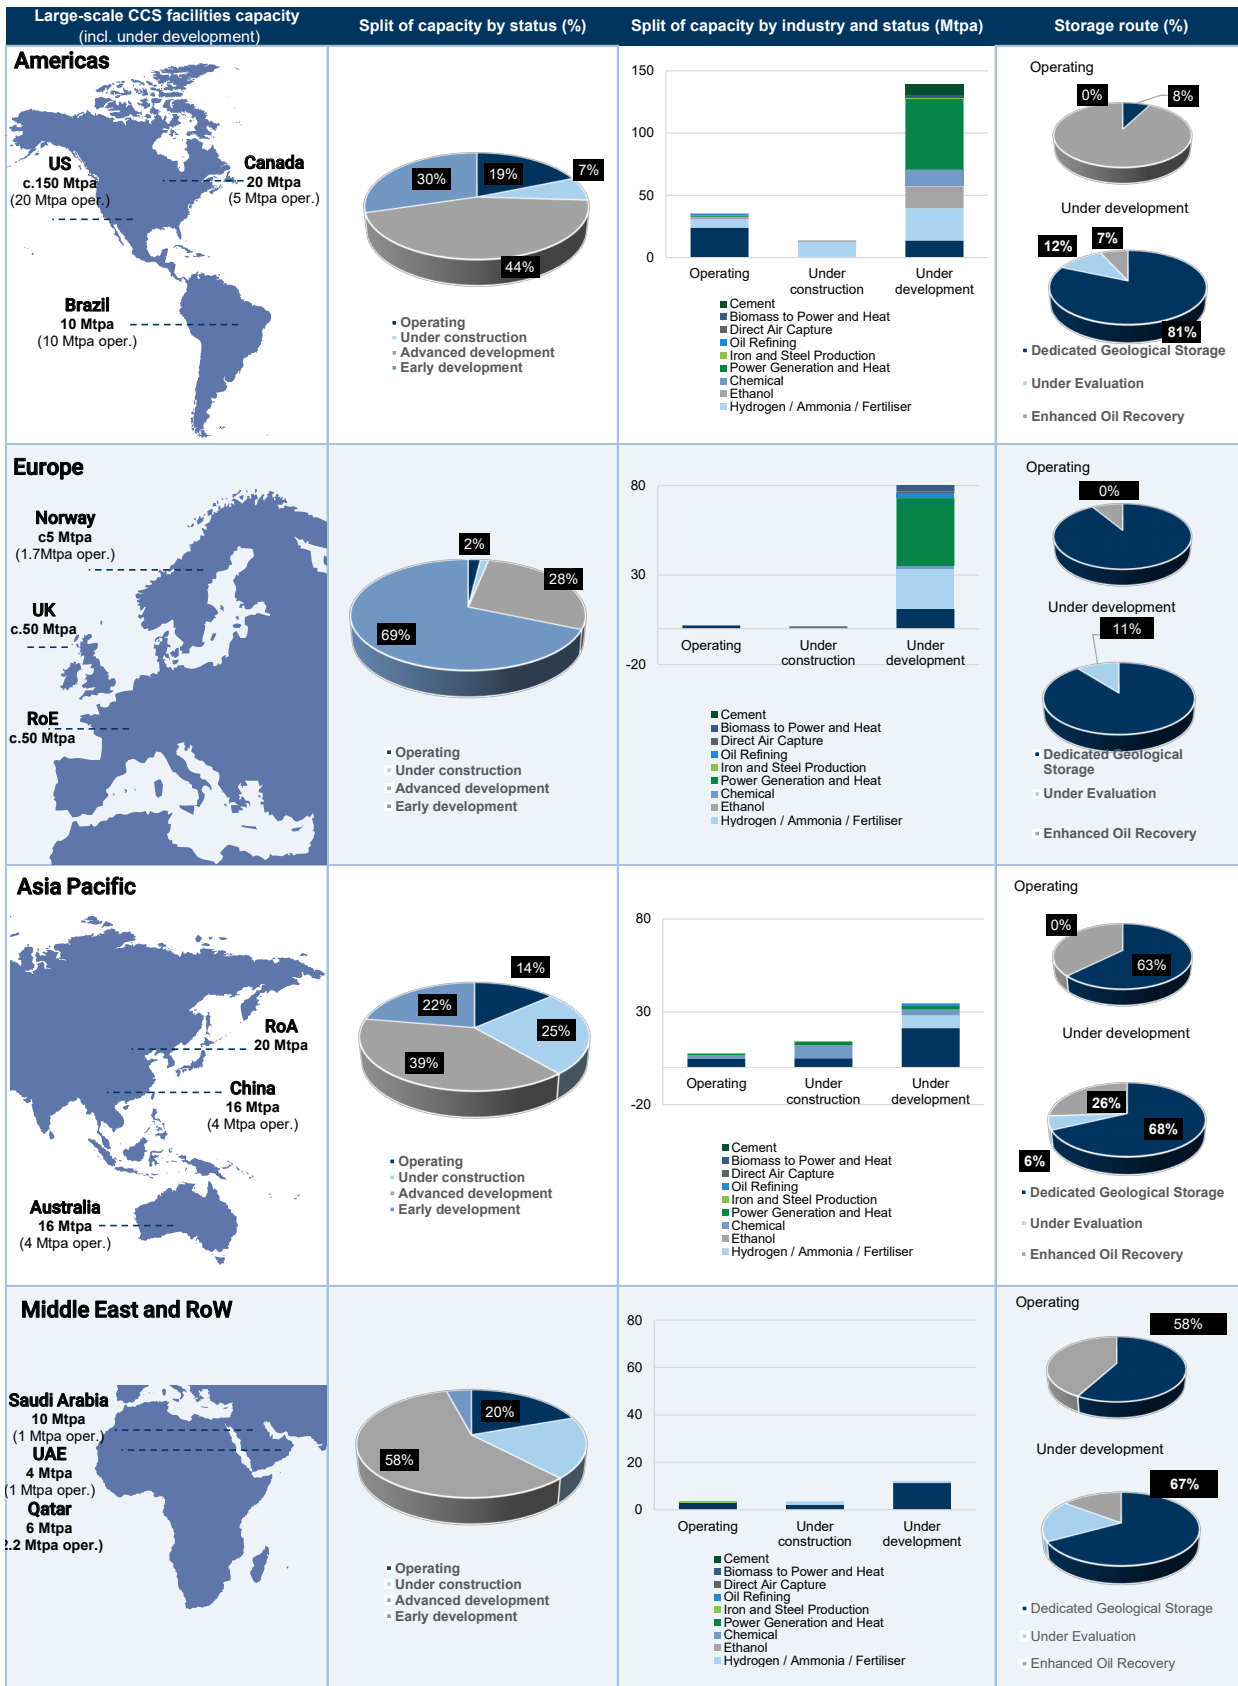 Large-scale CCS facilities capacity
(incl. under development)
Split of capacity by status (%)
Split of capacity by industry and status (Mtpa)
Storage route (%)
Americas
US
c.150 Mtpa
(20 Mtpa oper.)
Canada
20 Mtpa
(5 Mtpa oper.)
Brazil
10 Mtpa
(10 Mtpa oper.)
30%
19%
7%
44%
Operating
Under construction
Advanced development
Early development
150
100
50
0
Operating
Under
construction
Under
development
Cement
Biomass to Power and Heat
Direct Air Capture
Oil Refining
Iron and Steel Production
Power Generation and Heat
Chemical
Ethanol
Hydrogen / Ammonia / Fertiliser
Operating
0%
8%
Under development
12%
7%
81%
Dedicated Geological Storage
Under Evaluation
Enhanced Oil Recovery
Europe
Norway
c5 Mtpa
(1.7Mtpa oper.)
UK
c.50 Mtpa
RoE
c.50 Mtpa
2%
28%
69%
Operating
Under construction
Advanced development
Early development
80
30
-20
Operating
Under
construction
Under
development
Cement
Biomass to Power and Heat
Direct Air Capture
Oil Refining
Iron and Steel Production
Power Generation and Heat
Chemical
Ethanol
Hydrogen / Ammonia / Fertiliser
Operating
0%
Under development
11%
Dedicated Geological
Storage
Under Evaluation
Enhanced Oil Recovery
Asia Pacific
RoA
20 Mtpa
China
16 Mtpa
(4 Mtpa oper.)
Australia
16 Mtpa
(4 Mtpa oper.)
14%
22%
25%
39%
Operating
Under construction
Advanced development
Early development
80
30
-20
Operating
Under
construction
Under
development
Cement
Biomass to Power and Heat
Direct Air Capture
Oil Refining
Iron and Steel Production
Power Generation and Heat
Chemical
Ethanol
Hydrogen / Ammonia / Fertiliser
Operating
0%
63%
Under development
26%
68%
6%
Dedicated Geological Storage
Under Evaluation
Enhanced Oil Recovery
Middle East and RoW
Saudi Arabia
10 Mtpa
(1 Mtpa oper.)
UAE
4 Mtpa
(1 Mtpa oper.)
Qatar
6 Mtpa
2.2 Mtpa oper.)
20%
58%
Operating
Under construction
Advanced development
Early development
80
60
40
20
0
Operating
Under
construction
Under
development
Cement
Biomass to Power and Heat
Direct Air Capture
Oil Refining
Iron and Steel Production
Power Generation and Heat
Chemical
Ethanol
Hydrogen / Ammonia / Fertiliser
Operating
58%
Under development
67%
Dedicated Geological Storage
Under Evaluation
Enhanced Oil Recovery